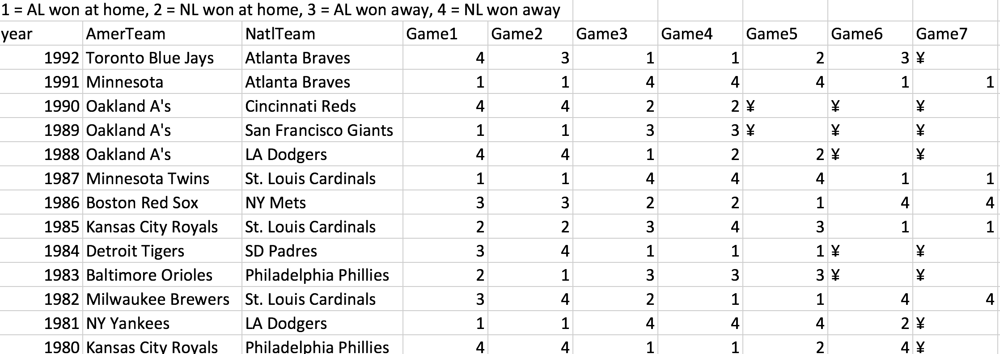 1 = AL won at home, 2 = NL won at home, 3 = AL won away, 4 = NL won away
year AmerTeam NatlTeam Game1 Game2 Game3 Game4 Game5 Game6 Game7
1992 Toronto Blue Jays Atlanta Braves 4 3 1 1 2 3 ¥
1991 Minnesota Atlanta Braves 1 1 4 4 4 1 1
1990 Oakland A's Cincinnati Reds 4 4 2 2 ¥ ¥ ¥
1989 Oakland A's San Francisco Giants 1 1 3 3 ¥ ¥ ¥
1988 Oakland A's LA Dodgers 4 4 1 2 2 ¥ ¥
1987 Minnesota Twins St. Louis Cardinals 1 1 4 4 4 1 1
1986 Boston Red Sox NY Mets 3 3 2 2 1 4 4
1985 Kansas City Royals St. Louis Cardinals 2 2 3 4 3 1 1
1984 Detroit Tigers SD Padres 3 4 1 1 1 ¥ ¥
1983 Baltimore Orioles Philadelphia Phillies 2 1 3 3 3 ¥ ¥
1982 Milwaukee Brewers St. Louis Cardinals 3 4 2 1 1 4 4
1981 NY Yankees LA Dodgers 1 1 4 4 4 2 ¥
1980 Kansas City Royals Philadelphia Phillies 4 4 1 1 2 4 ¥